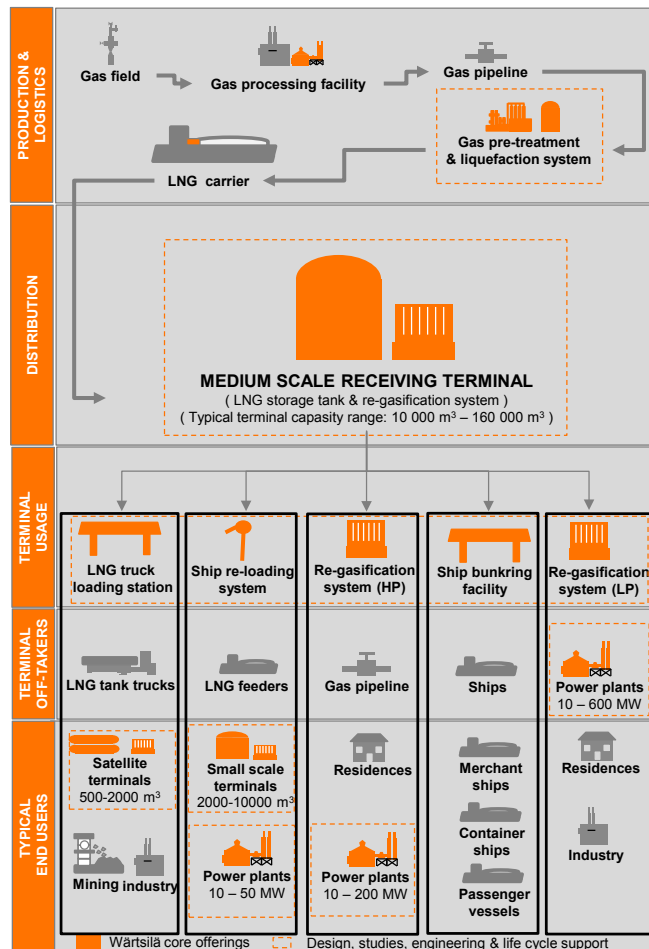 PRODUCTION &
LOGISTICS
Gas field
Gas processing facility
Gas pipeline
Gas pre-treatment
& liquefaction system
LNG carrier
DISTRIBUTION
MEDIUM SCALE RECEIVING TERMINAL
( LNG storage tank & re-gasification system )
( Typical terminal capasity range: 10 000 m³ – 160 000 m³ )
TERMINAL
USAGE
LNG truck
loading station
Ship re-loading
system
Re-gasification
system (HP)
Ship bunkring
facility
Re-gasification
system (LP)
TERMINAL
OFF-TAKERS
LNG tank trucks
LNG feeders
Gas pipeline
Ships
Power plants
10 – 600 MW
TYPICAL
END USERS
Satellite
terminals
500-2000 m³
Mining industry
Small scale
terminals
2000-10000 m³
Power plants
10 – 50 MW
Residences
Power plants
10 – 200 MW
Merchant
ships
Container
ships
Passenger
vessels
Residences
Industry
Wärtsilä core offerings
Design, studies, engineering & life cycle support